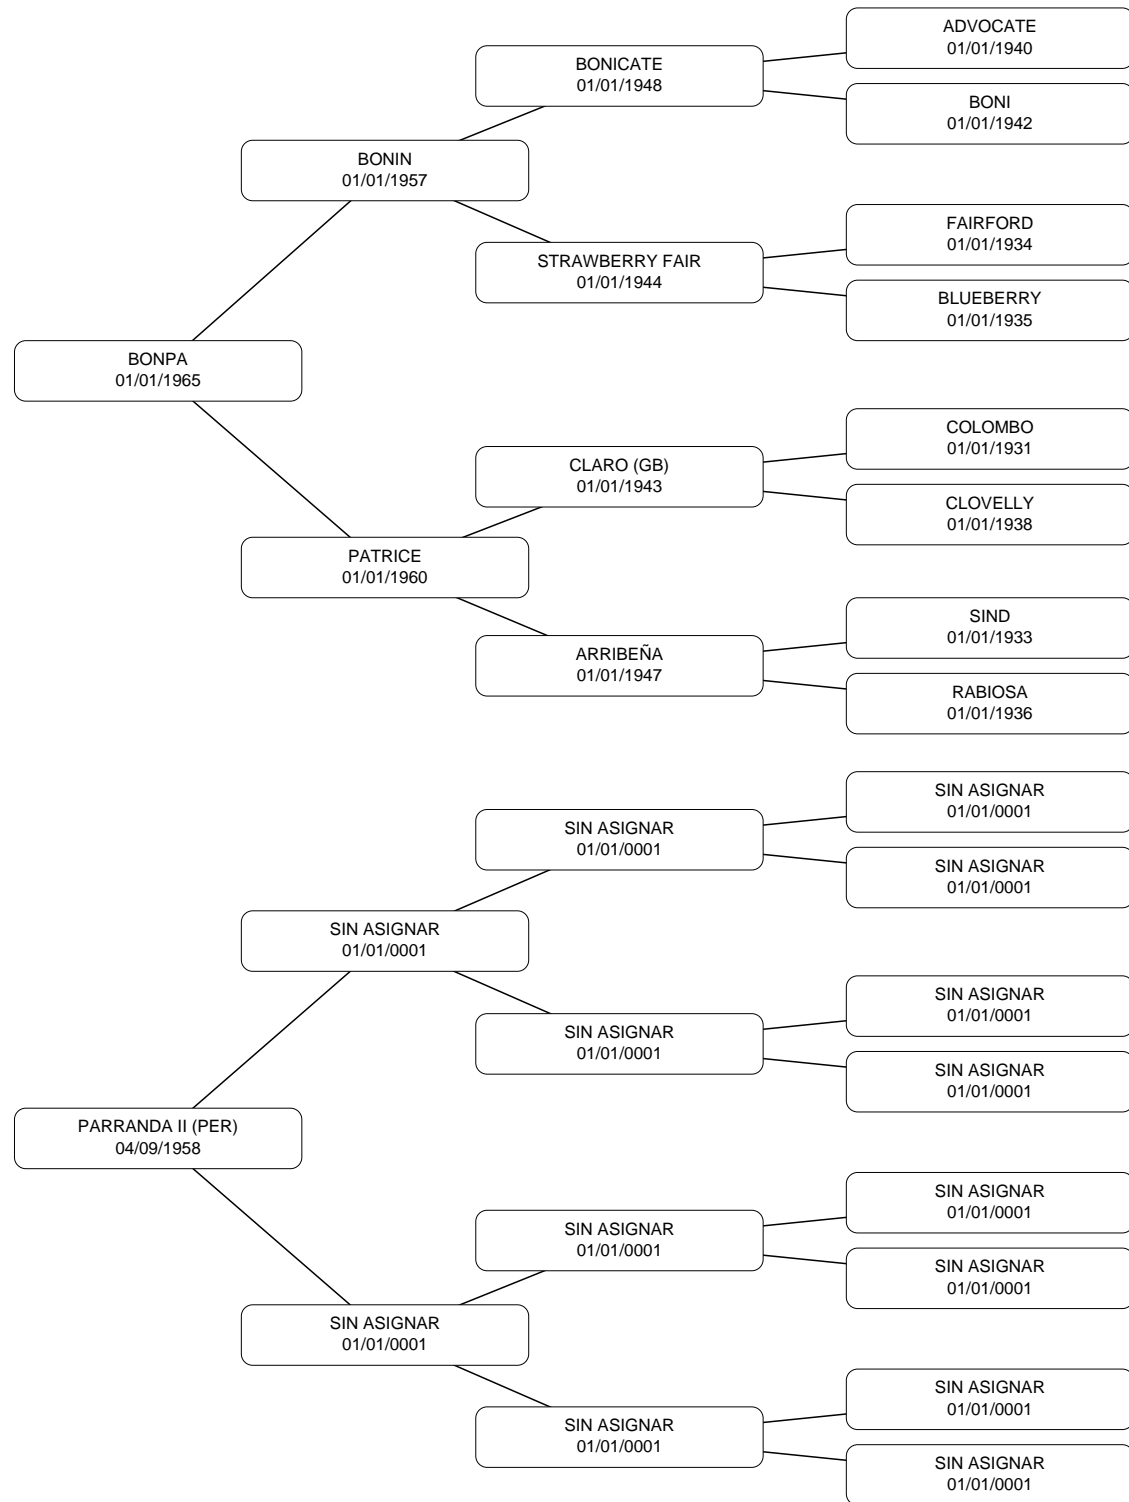 ADVOCATE
01/01/1940
BONICATE
01/01/1948
BONI
01/01/1942
BONIN
01/01/1957
FAIRFORD
01/01/1934
STRAWBERRY FAIR
01/01/1944
BLUEBERRY
01/01/1935
BONPA
01/01/1965
COLOMBO
01/01/1931
CLARO (GB)
01/01/1943
CLOVELLY
01/01/1938
PATRICE
01/01/1960
SIND
01/01/1933
ARRIBEÑA
01/01/1947
RABIOSA
01/01/1936
SIN ASIGNAR
01/01/0001
SIN ASIGNAR
01/01/0001
SIN ASIGNAR
01/01/0001
SIN ASIGNAR
01/01/0001
SIN ASIGNAR
01/01/0001
SIN ASIGNAR
01/01/0001
SIN ASIGNAR
01/01/0001
PARRANDA II (PER)
04/09/1958
SIN ASIGNAR
01/01/0001
SIN ASIGNAR
01/01/0001
SIN ASIGNAR
01/01/0001
SIN ASIGNAR
01/01/0001
SIN ASIGNAR
01/01/0001
SIN ASIGNAR
01/01/0001
SIN ASIGNAR
01/01/0001